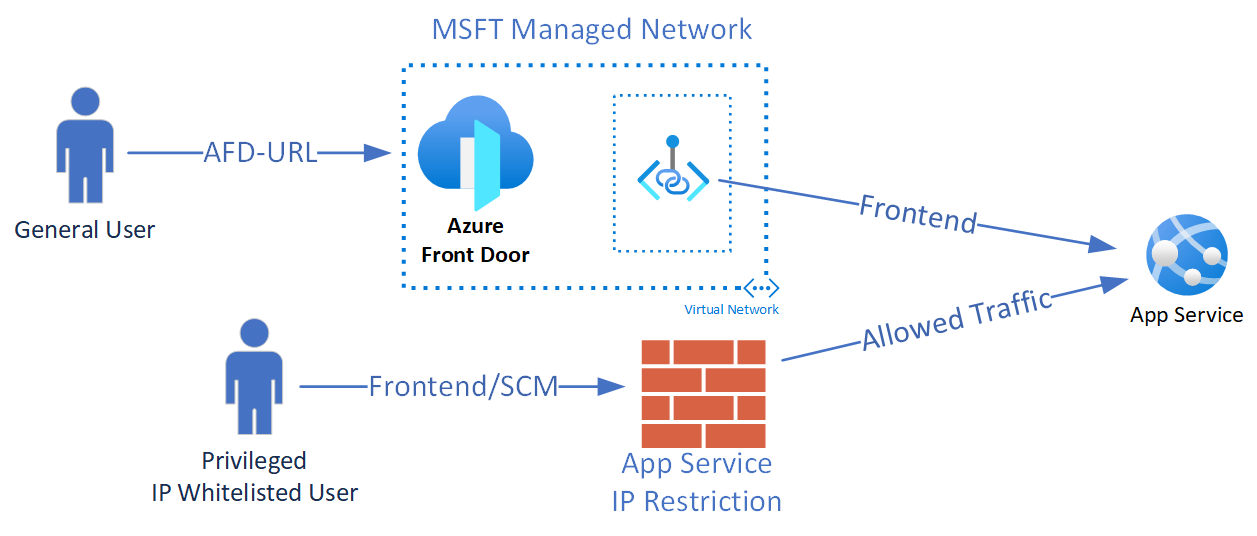 MSFT Managed Network
AFD-URL
General User
Azure
Front Door
Virtual Network
Frontend
App Service
Allowed Traffic
Frontend/SCM
Privileged
IP Whitelisted User
App Service
IP Restriction